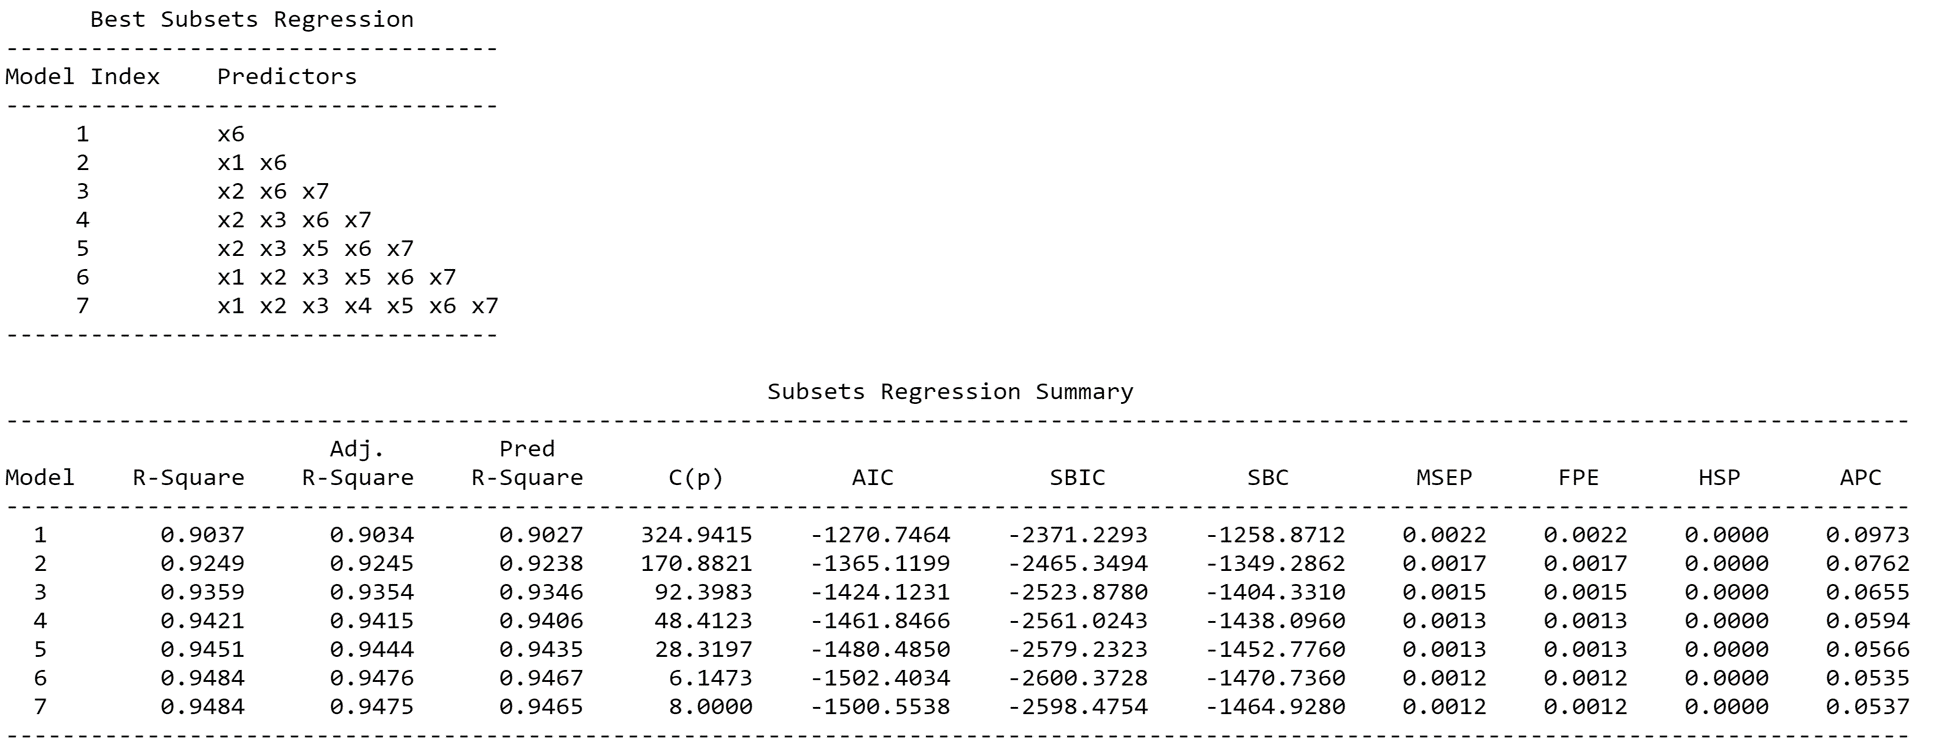 Best Subsets Regression
-----------------------------------
Model Index    Predictors
-----------------------------------
     1         x6
     2         x1 x6
     3         x2 x6 x7
     4         x2 x3 x6 x7
     5         x2 x3 x5 x6 x7
     6         x1 x2 x3 x5 x6 x7
     7         x1 x2 x3 x4 x5 x6 x7
-----------------------------------
Subsets Regression Summary
---------------------------------------------------------------------------------------------------------------------------------------
                       Adj.        Pred
Model    R-Square    R-Square    R-Square      C(p)         AIC           SBIC          SBC         MSEP      FPE       HSP       APC
---------------------------------------------------------------------------------------------------------------------------------------
  1        0.9037      0.9034      0.9027    324.9415    -1270.7464    -2371.2293    -1258.8712    0.0022    0.0022    0.0000    0.0973
  2        0.9249      0.9245      0.9238    170.8821    -1365.1199    -2465.3494    -1349.2862    0.0017    0.0017    0.0000    0.0762
  3        0.9359      0.9354      0.9346     92.3983    -1424.1231    -2523.8780    -1404.3310    0.0015    0.0015    0.0000    0.0655
  4        0.9421      0.9415      0.9406     48.4123    -1461.8466    -2561.0243    -1438.0960    0.0013    0.0013    0.0000    0.0594
  5        0.9451      0.9444      0.9435     28.3197    -1480.4850    -2579.2323    -1452.7760    0.0013    0.0013    0.0000    0.0566
  6        0.9484      0.9476      0.9467      6.1473    -1502.4034    -2600.3728    -1470.7360    0.0012    0.0012    0.0000    0.0535
  7        0.9484      0.9475      0.9465      8.0000    -1500.5538    -2598.4754    -1464.9280    0.0012    0.0012    0.0000    0.0537
---------------------------------------------------------------------------------------------------------------------------------------